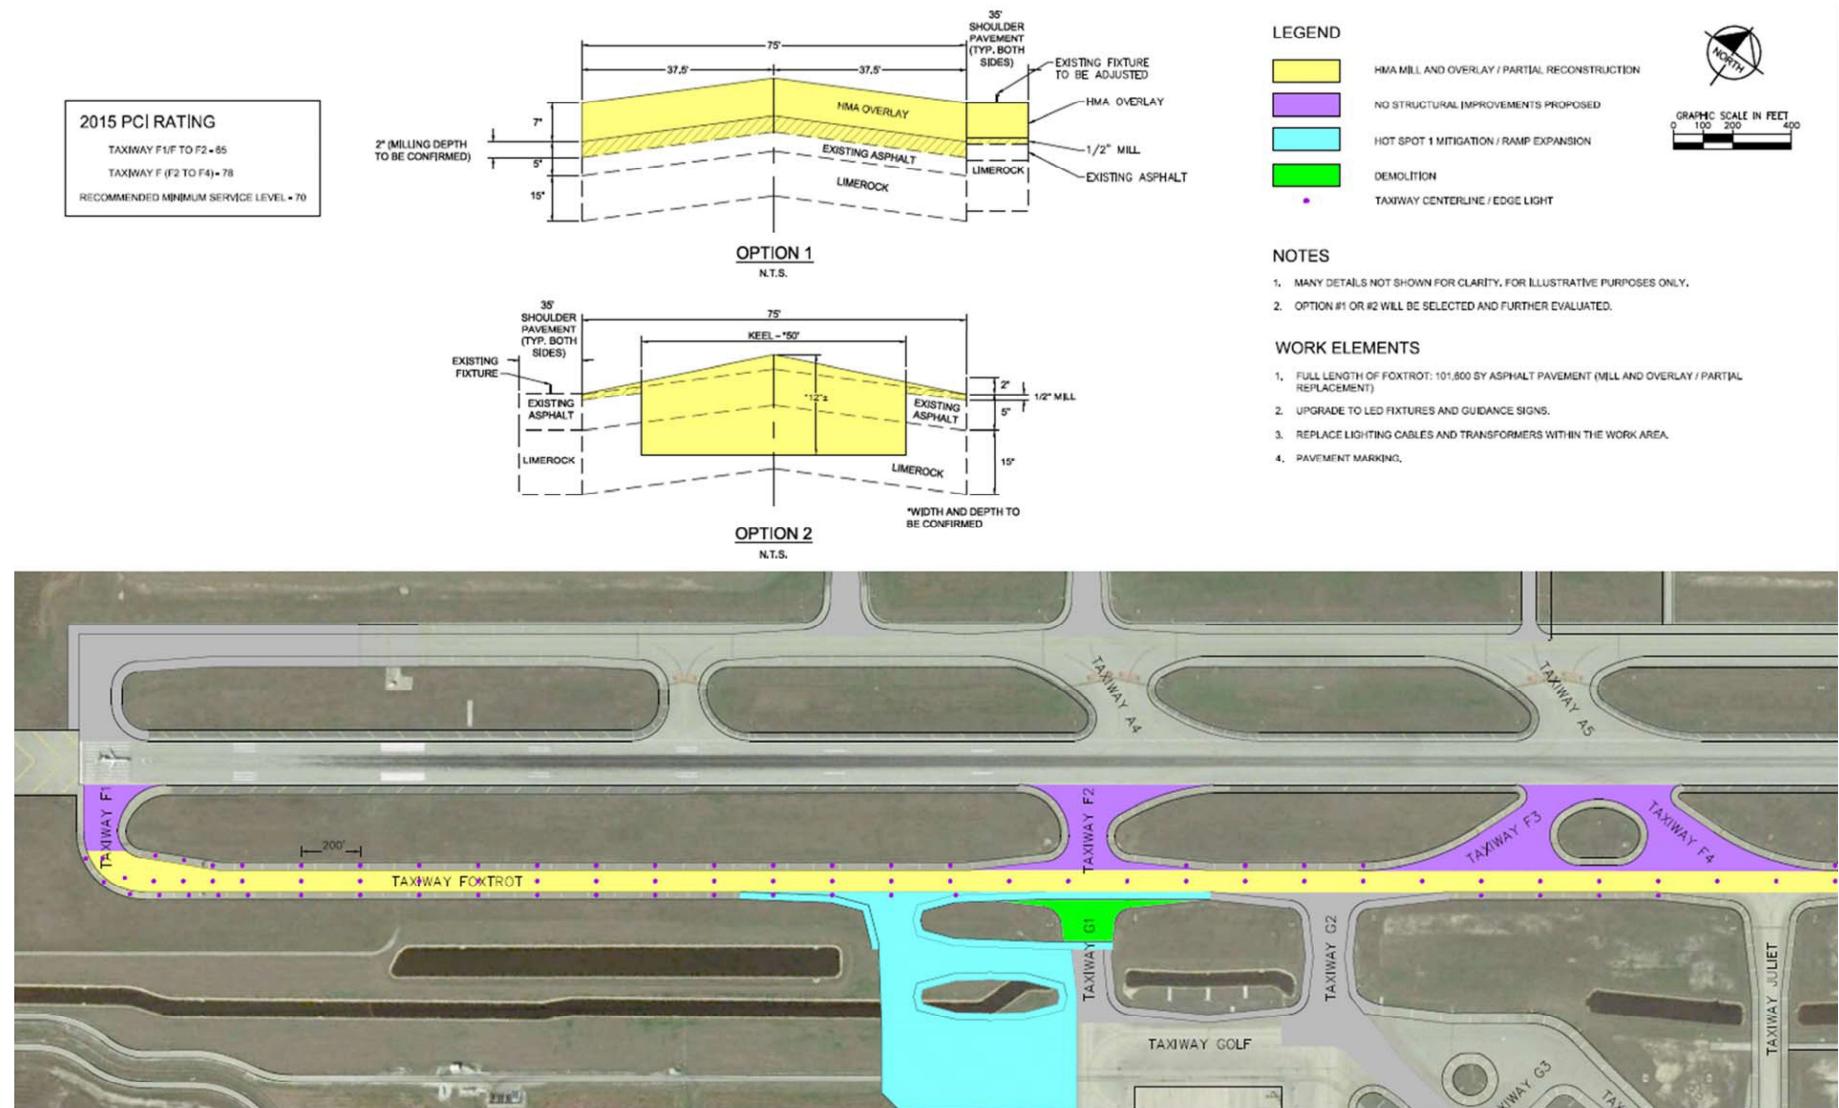 2015 PCI RATING
TAXIWAY F1/F TO F2 = 65
TAXIWAY F (F2 TO F4) = 78
RECOMMENDED MINIMUM SERVICE LEVEL = 70
35'
SHOULDER
PAVEMENT
(TYP. BOTH
SIDES)
75'
37.5'
37.5'
EXISTING FIXTURE
TO BE ADJUSTED
HMA OVERLAY
HMA OVERLAY
7"
2" (MILLING DEPTH
TO BE CONFIRMED)
5"
15"
EXISTING ASPHALT
LIMEROCK
1/2" MILL
LIMEROCK
EXISTING ASPHALT
OPTION 1
N.T.S.
35'
SHOULDER
PAVEMENT
(TYP. BOTH
SIDES)
75'
KEEL - *50'
EXISTING
FIXTURE
EXISTING
ASPHALT
LIMEROCK
*12"±
EXISTING
ASPHALT
2"
1/2" MILL
5"
15"
LIMEROCK
*WIDTH AND DEPTH TO
BE CONFIRMED
OPTION 2
N.T.S.
LEGEND
HMA MILL AND OVERLAY / PARTIAL RECONSTRUCTION
NO STRUCTURAL IMPROVEMENTS PROPOSED
HOT SPOT 1 MITIGATION / RAMP EXPANSION
DEMOLITION
TAXIWAY CENTERLINE / EDGE LIGHT
NORTH
GRAPHIC SCALE IN FEET
0 100 200 400
NOTES
1. MANY DETAILS NOT SHOWN FOR CLARITY. FOR ILLUSTRATIVE PURPOSES ONLY.
2. OPTION #1 OR #2 WILL BE SELECTED AND FURTHER EVALUATED.
WORK ELEMENTS
1. FULL LENGTH OF FOXTROT: 101,600 SY ASPHALT PAVEMENT (MILL AND OVERLAY / PARTIAL
REPLACEMENT)
2. UPGRADE TO LED FIXTURES AND GUIDANCE SIGNS.
3. REPLACE LIGHTING CABLES AND TRANSFORMERS WITHIN THE WORK AREA.
4. PAVEMENT MARKING.
TAXIWAY A4
TAXIWAY A5
TAXIWAY F1
TAXIWAY F2
TAXIWAY F3
TAXIWAY F4
200'
TAXIWAY FOXTROT
TAXIWAY G1
TAXIWAY G2
TAXIWAY JULIET
TAXIWAY GOLF
XIWAY G3
TAX